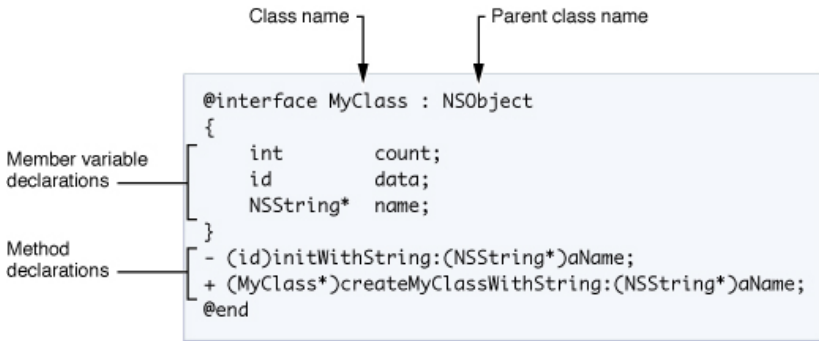 Class name
Parent class name
@interface MyClass : NSObject
{
Member variable
declarations
int count;
id data;
NSString* name;
}
Method
declarations
- (id)initWithString:(NSString*)aName;
+ (MyClass*)createMyClassWithString:(NSString*)aName;
@end